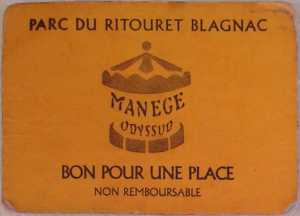 PARC DU RITOURET BLAGNAC
MANEGE
ODYSSUD
BON POUR UNE PLACE
NON REMBOURSABLE